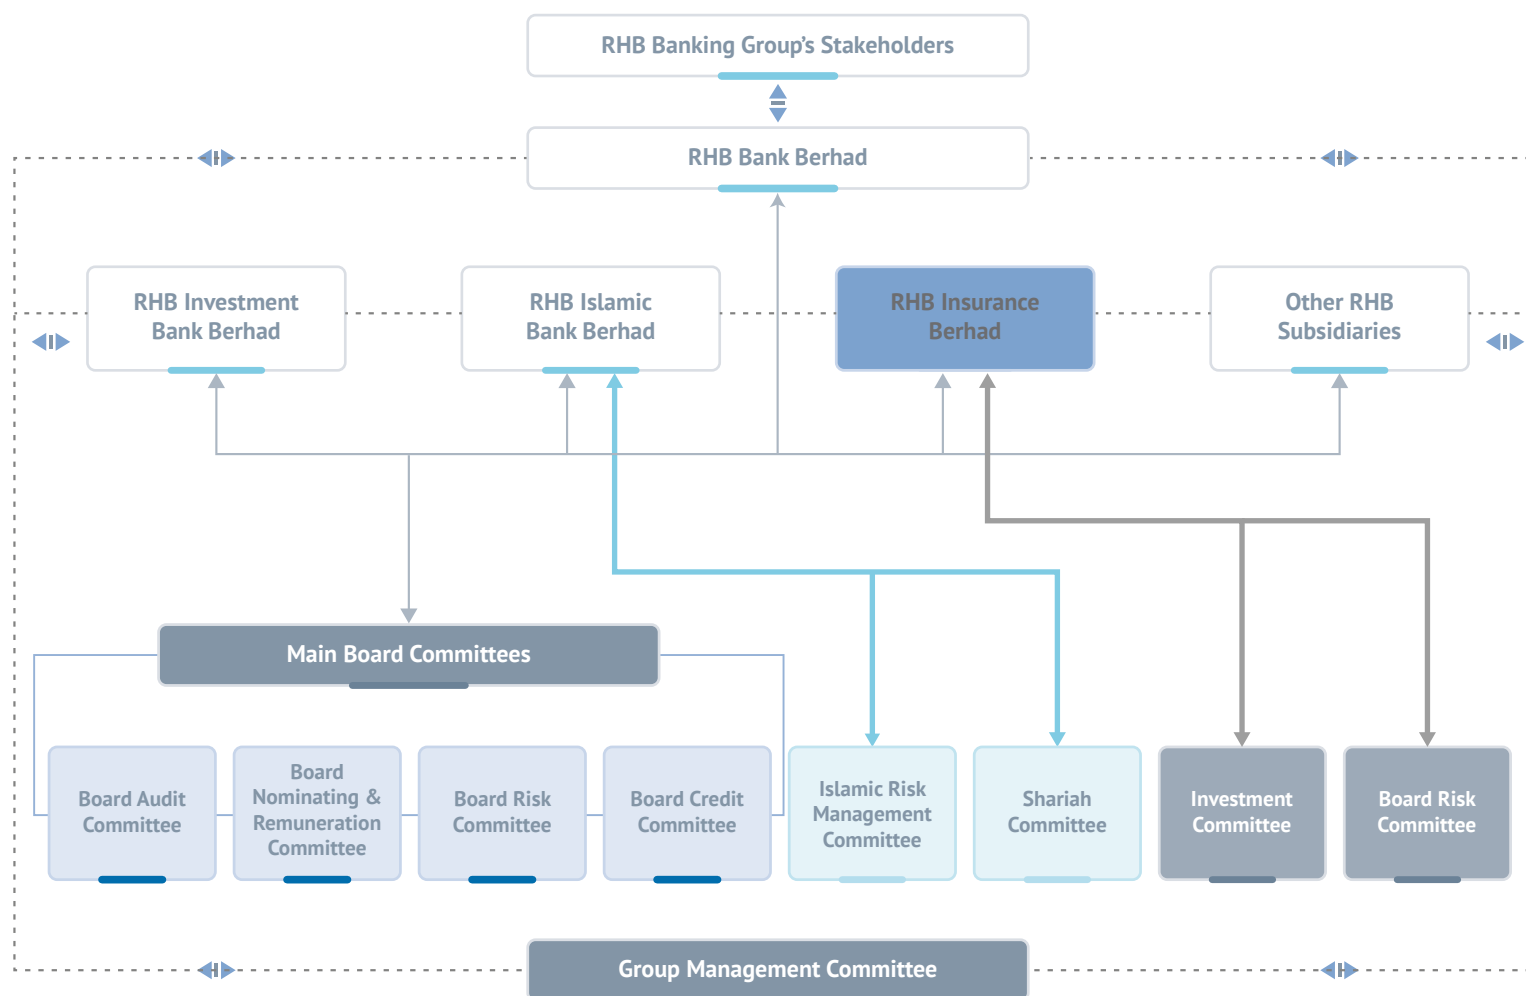 RHB Banking Group’s Stakeholders
RHB Bank Berhad
RHB Investment
Bank Berhad
RHB Islamic
Bank Berhad
RHB Insurance
Berhad
Other RHB
Subsidiaries
Main Board Committees
Board Audit
Committee
Board
Nominating &
Remuneration
Committee
Board Risk
Committee
Board Credit
Committee
Islamic Risk
Management
Committee
Shariah
Committee
Investment
Committee
Board Risk
Committee
Group Management Committee